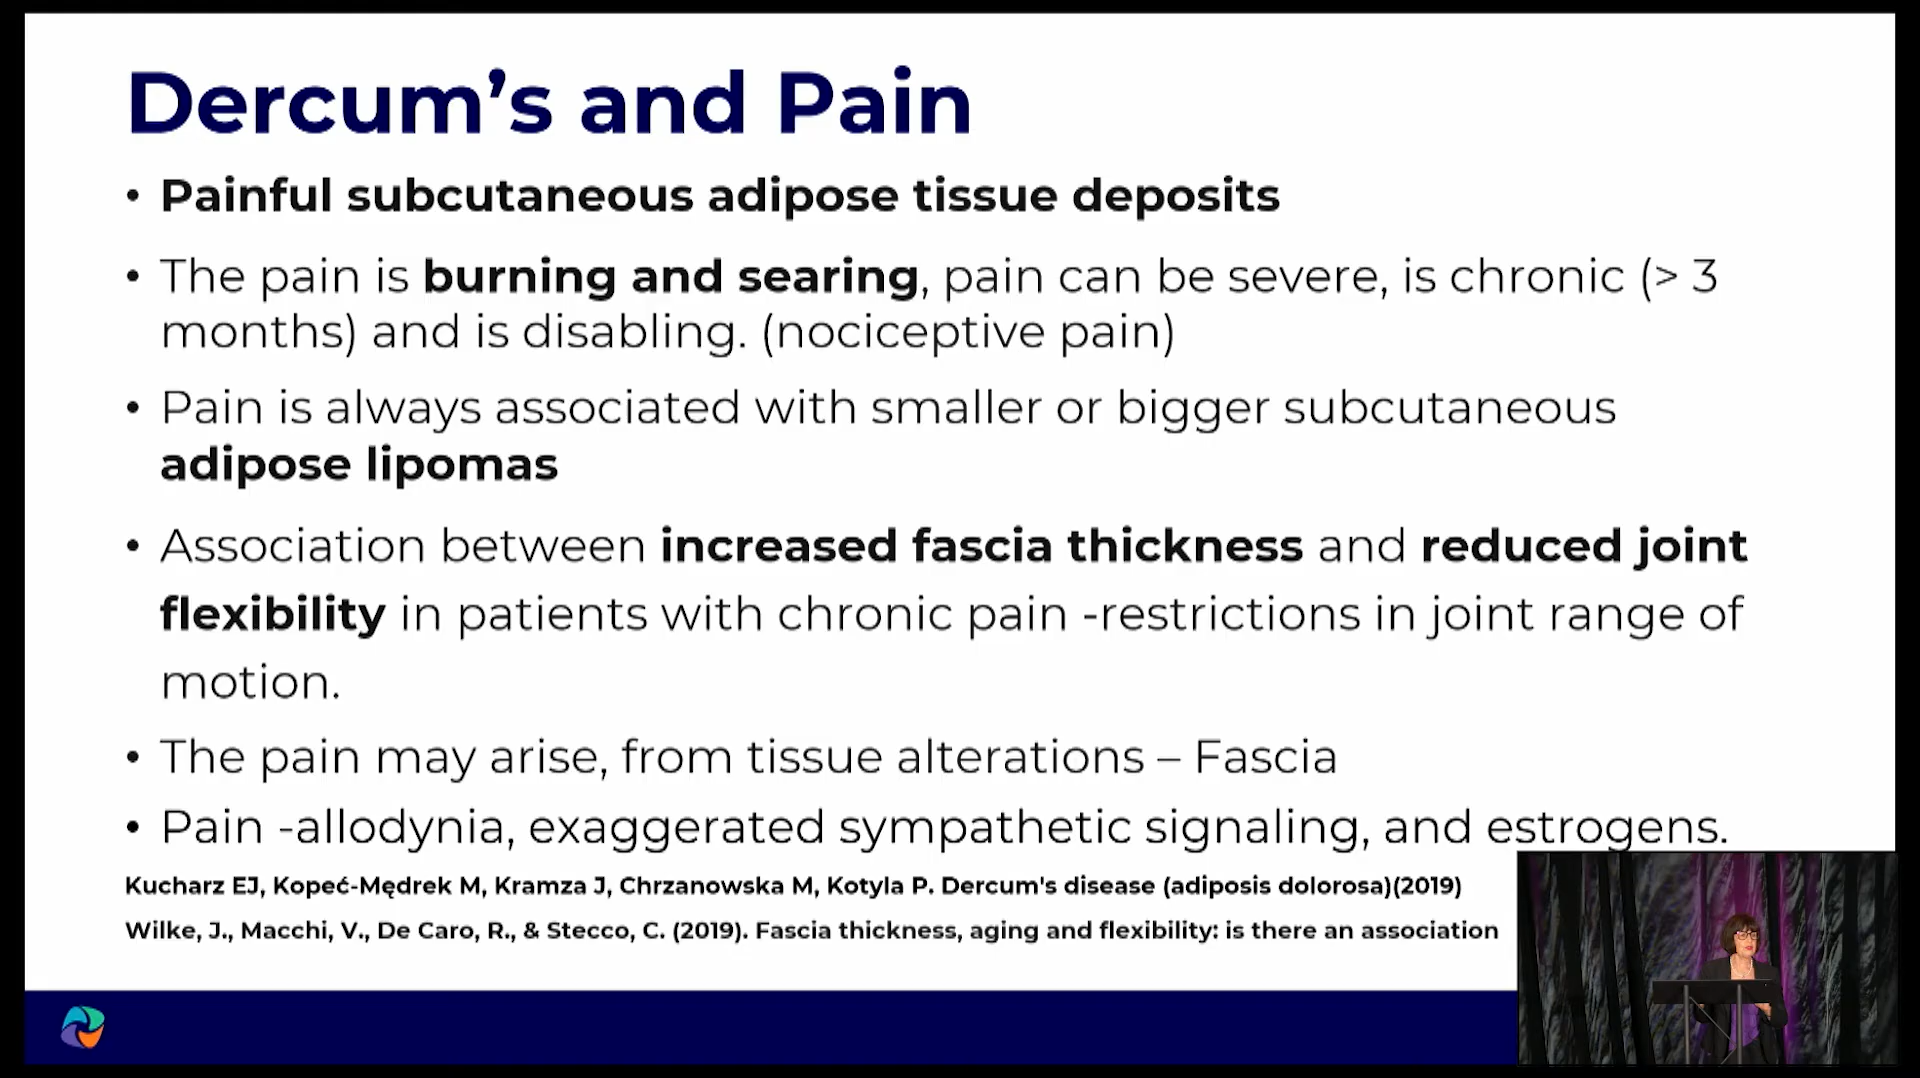 Dercum’s and Pain
• Painful subcutaneous adipose tissue deposits
• The pain is burning and searing, pain can be severe, is chronic (> 3
months) and is disabling. (nociceptive pain)
• Pain is always associated with smaller or bigger subcutaneous
adipose lipomas
• Association between increased fascia thickness and reduced joint
flexibility in patients with chronic pain -restrictions in joint range of
motion.
• The pain may arise, from tissue alterations – Fascia
• Pain -allodynia, exaggerated sympathetic signaling, and estrogens.
Kucharz EJ, Kopeć-Mędrek M, Kramza J, Chrzanowska M, Kotyla P. Dercum's disease (adiposis dolorosa)(2019)
Wilke, J., Macchi, V., De Caro, R., & Stecco, C. (2019). Fascia thickness, aging and flexibility: is there an association